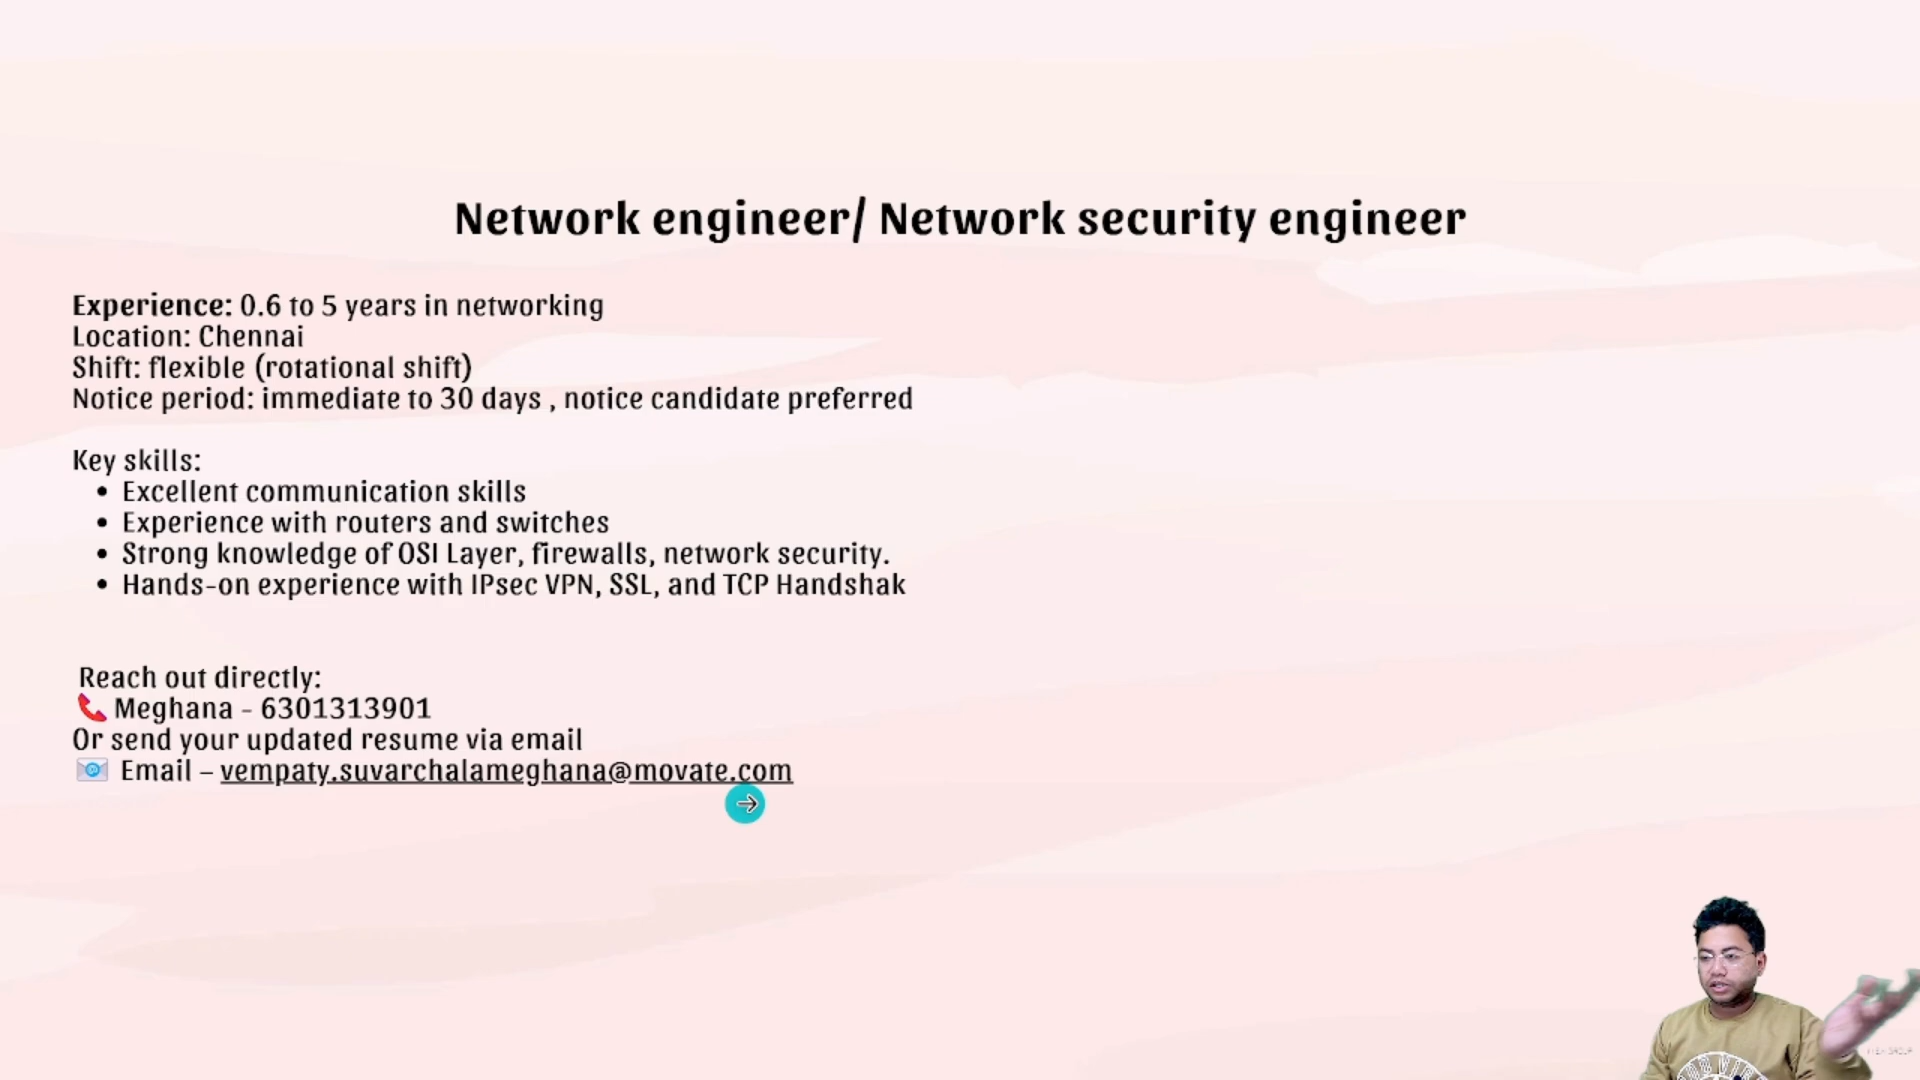 Network engineer/ Network security engineer
Experience: 0.6 to 5 years in networking
Location: Chennai
Shift: flexible (rotational shift)
Notice period: immediate to 30 days , notice candidate preferred
Key skills:
• Excellent communication skills
• Experience with routers and switches
• Strong knowledge of OSI Layer, firewalls, network security.
• Hands-on experience with IPsec VPN, SSL, and TCP Handshak
Reach out directly:
Meghana - 6301313901
Or send your updated resume via email
Email – vempaty.suvarchalameghana@movate.com